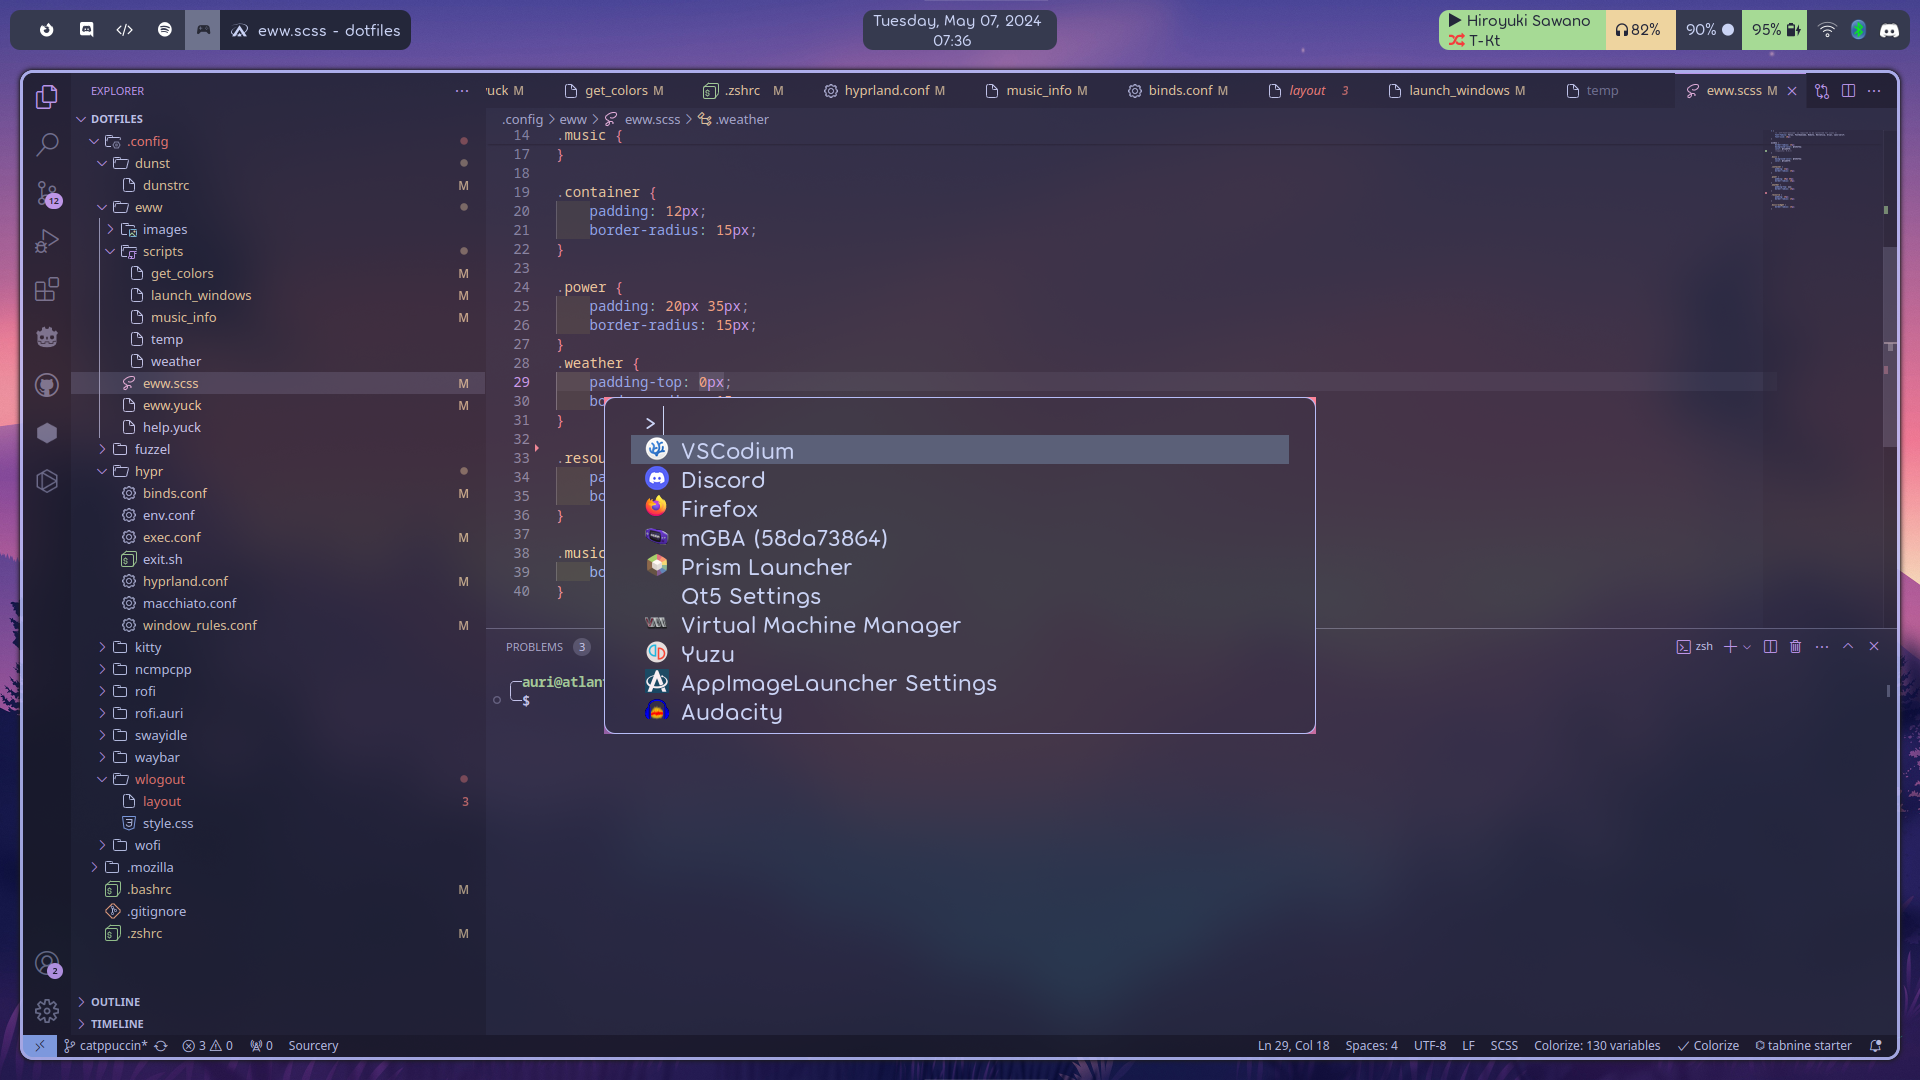 eww.scss - dotfiles
Tuesday, May 07, 2024
07:36
Hiroyuki Sawano
T-Kt
82%
90%
95%
EXPLORER
DOTFILES
.config
dunst
dunstrc M
eww
images
scripts
get_colors M
launch_windows M
music_info M
temp
weather
eww.scss M
eww.yuck M
help.yuck
fuzzel
hypr
binds.conf M
env.conf
exec.conf M
exit.sh
hyprland.conf M
macchiato.conf
window_rules.conf M
kitty
ncmpcpp
rofi
rofi.auri
swayidle
waybar
wlogout
layout 3
style.css
wofi
.mozilla
.bashrc M
.gitignore
.zshrc M
OUTLINE
TIMELINE
12
2
yuck M get_colors M .zshrc M hyprland.conf M music_info M binds.conf M layout 3 launch_windows M temp eww.scss M
.config > eww > eww.scss > .weather
14 .music {
17 }
18
19 .container {
20 padding: 12px;
21 border-radius: 15px;
22 }
23
24 .power {
25 padding: 20px 35px;
26 border-radius: 15px;
27 }
28 .weather {
29 padding-top: 0px;
30 bo
31 }
32
33 .resou
34 pa
35 bo
36 }
37
38 .music
39 bo
40 }
>
VSCodium
Discord
Firefox
mGBA (58da73864)
Prism Launcher
Qt5 Settings
Virtual Machine Manager
Yuzu
AppImageLauncher Settings
Audacity
PROBLEMS 3
zsh
auri@atlan
$
catppuccin* 3 0 0 Sourcery
Ln 29, Col 18 Spaces: 4 UTF-8 LF SCSS Colorize: 130 variables Colorize tabnine starter